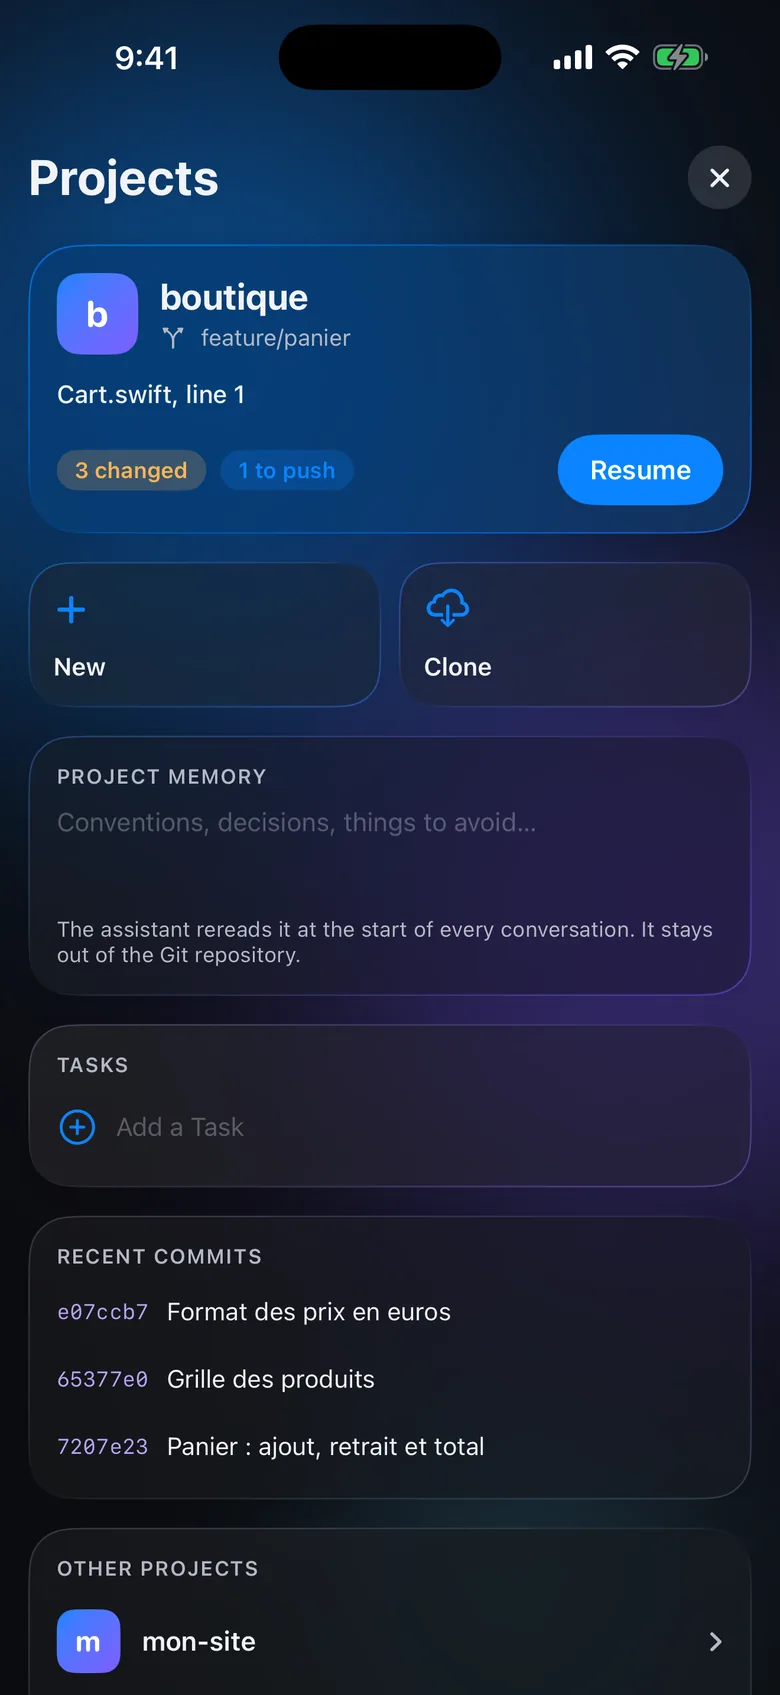 9:41
Projects
b
boutique
feature/panier
Cart.swift, line 1
3 changed
1 to push
Resume
New
Clone
PROJECT MEMORY
Conventions, decisions, things to avoid…
The assistant rereads it at the start of every conversation. It stays
out of the Git repository.
TASKS
Add a Task
RECENT COMMITS
e07ccb7 Format des prix en euros
65377e0 Grille des produits
7207e23 Panier : ajout, retrait et total
OTHER PROJECTS
m
mon-site